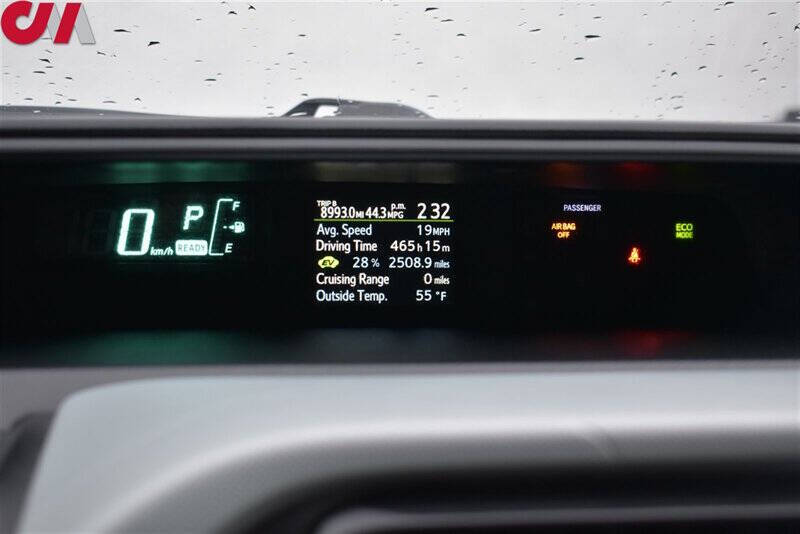 CJM
0 km/h P READY F E
TRIP B
8993.0 MI 44.3 MPG p.m. 2 32
Avg. Speed 19 MPH
Driving Time 465 h 15 m
EV 28 % 2508.9 miles
Cruising Range 0 miles
Outside Temp. 55 °F
PASSENGER
AIR BAG
OFF
ECO
MODE